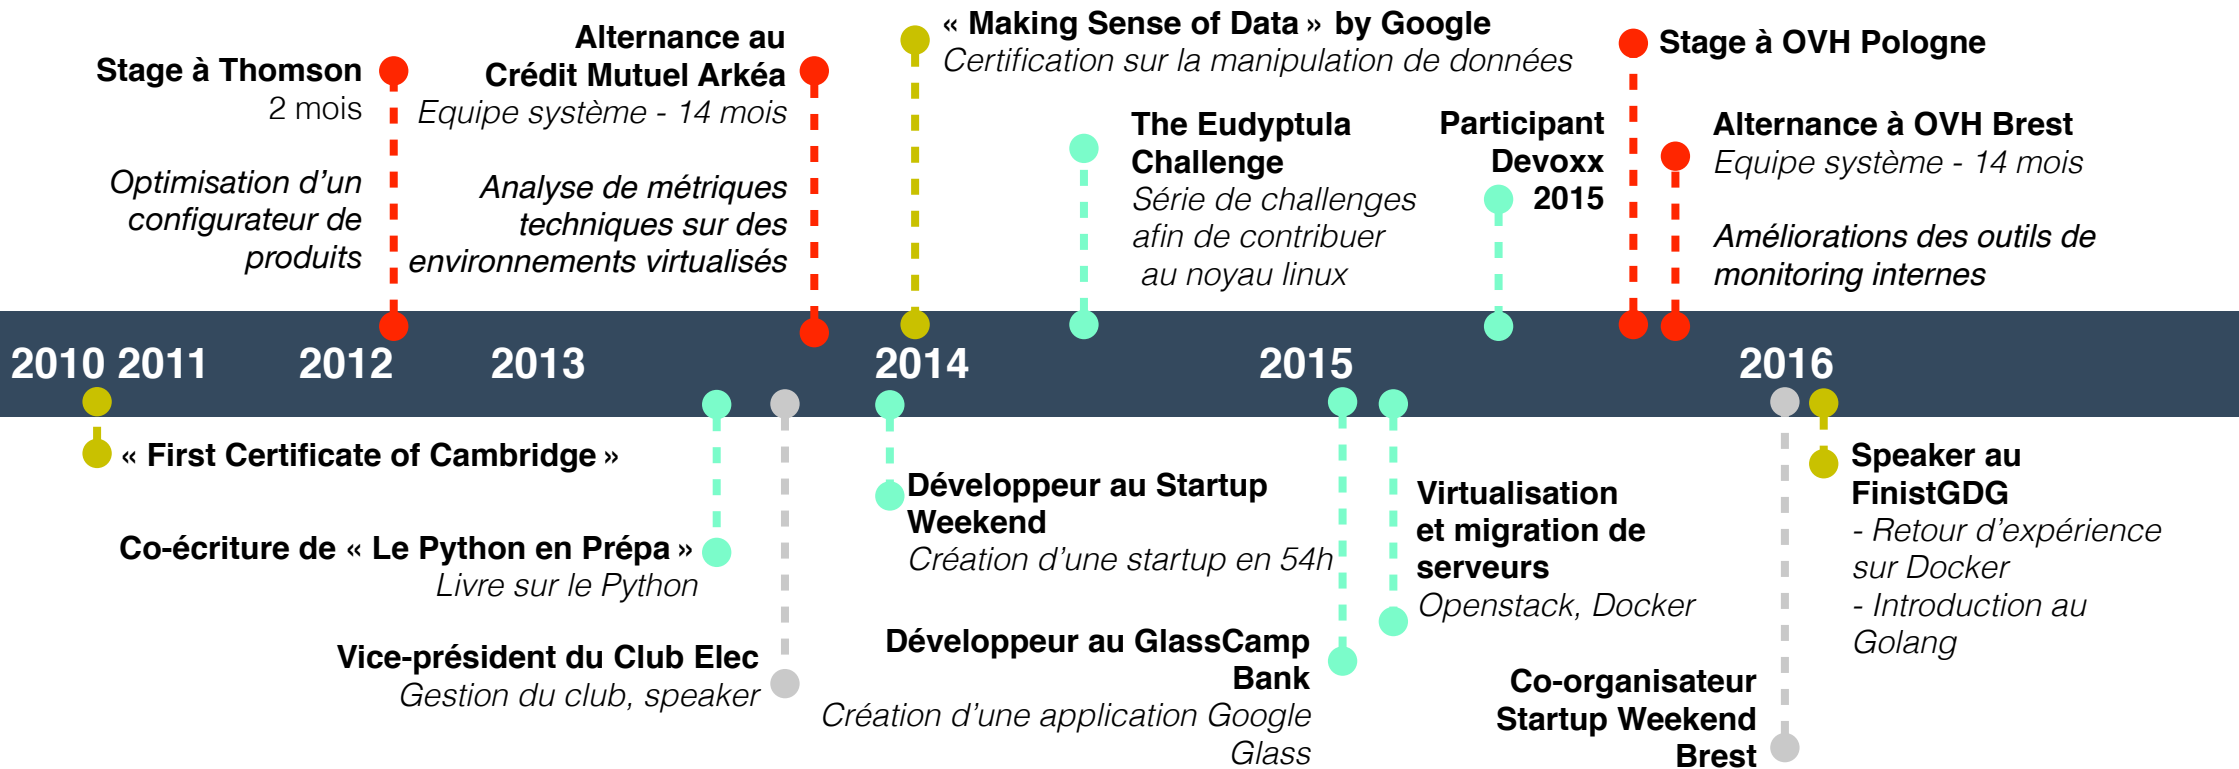 Stage à Thomson
2 mois
Optimisation d’un
configurateur de
produits
Alternance au
Crédit Mutuel Arkéa
Equipe système - 14 mois
Analyse de métriques
techniques sur des
environnements virtualisés
« Making Sense of Data » by Google
Certification sur la manipulation de données
The Eudyptula
Challenge
Série de challenges
afin de contribuer
au noyau linux
Participant
Devoxx
2015
Stage à OVH Pologne
Alternance à OVH Brest
Equipe système - 14 mois
Améliorations des outils de
monitoring internes
2010 2011 2012 2013 2014 2015 2016
« First Certificate of Cambridge »
Co-écriture de « Le Python en Prépa »
Livre sur le Python
Vice-président du Club Elec
Gestion du club, speaker
Développeur au Startup
Weekend
Création d’une startup en 54h
Développeur au GlassCamp
Bank
Création d’une application Google
Glass
Virtualisation
et migration de
serveurs
Openstack, Docker
Co-organisateur
Startup Weekend
Brest
Speaker au
FinistGDG
- Retour d’expérience
sur Docker
- Introduction au
Golang